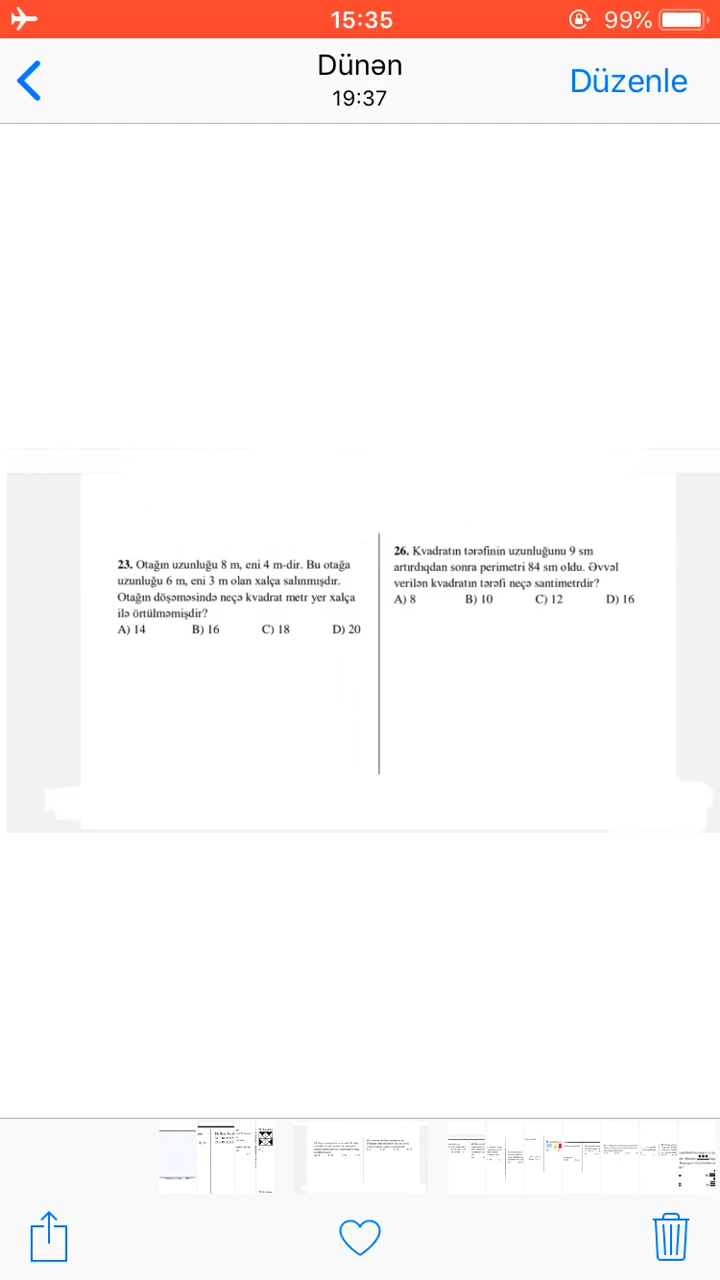 15:35
99%
Dünən
19:37
Düzenle
23. Otağın uzunluğu 8 m, eni 4 m-dir. Bu otağa
uzunluğu 6 m, eni 3 m olan xalça salınmışdır.
Otağın döşəməsində neçə kvadrat metr yer xalça
ilə örtülməmişdir?
A) 14 B) 16 C) 18 D) 20
26. Kvadratın tərəfinin uzunluğunu 9 sm
artırdıqdan sonra perimetri 84 sm oldu. Əvvəl
verilən kvadratın tərəfi neçə santimetrdir?
A) 8 B) 10 C) 12 D) 16